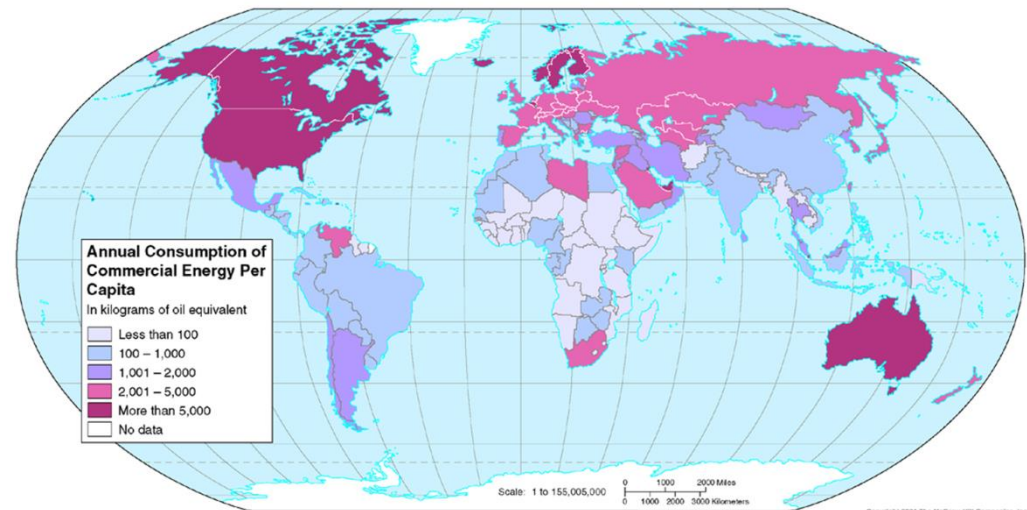 Annual Consumption of
Commercial Energy Per
Capita
In kilograms of oil equivalent
Less than 100
100 – 1,000
1,001 – 2,000
2,001 – 5,000
More than 5,000
No data
Scale: 1 to 155,005,000
0 1000 2000 Miles
0 1000 2000 3000 Kilometers